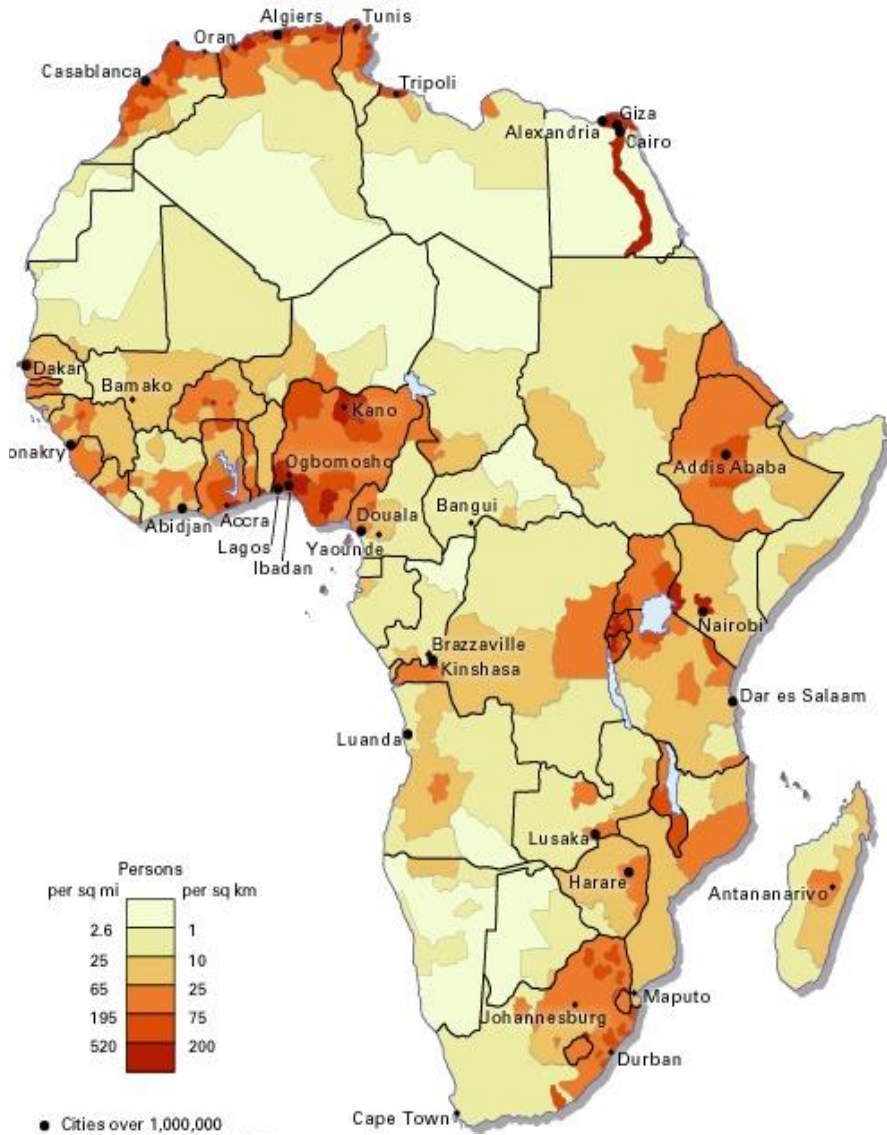 Algiers
Tunis
Oran
Casablanca
Tripoli
Giza
Alexandria
Cairo
Dakar
Bamako
Kano
onakry
Ogbomosho
Addis Ababa
Abidjan
Accra
Douala
Bangui
Lagos
Yaounde
Ibadan
Nairobi
Brazzaville
Kinshasa
Dar es Salaam
Luanda
Lusaka
Harare
Antananarivo
Maputo
Johannesburg
Durban
Cape Town
Persons
per sq mi per sq km
2.6 1
25 10
65 25
195 75
520 200
Cities over 1,000,000